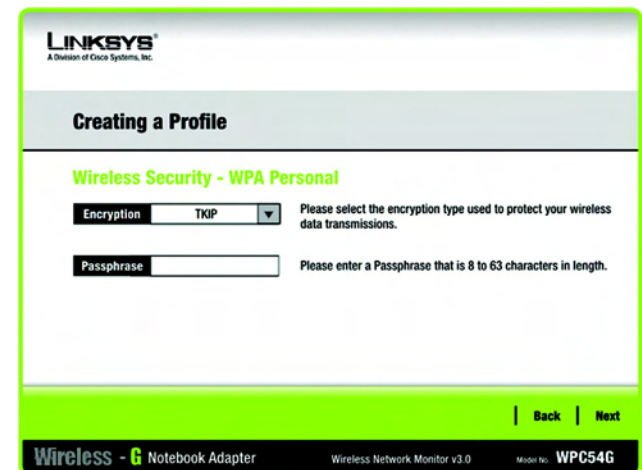 LINKSYS®
A Division of Cisco Systems, Inc.
Creating a Profile
Wireless Security - WPA Personal
Encryption TKIP Please select the encryption type used to protect your wireless
data transmissions.
Passphrase Please enter a Passphrase that is 8 to 63 characters in length.
Back Next
Wireless - G Notebook Adapter Wireless Network Monitor v3.0 Model No. WPC54G